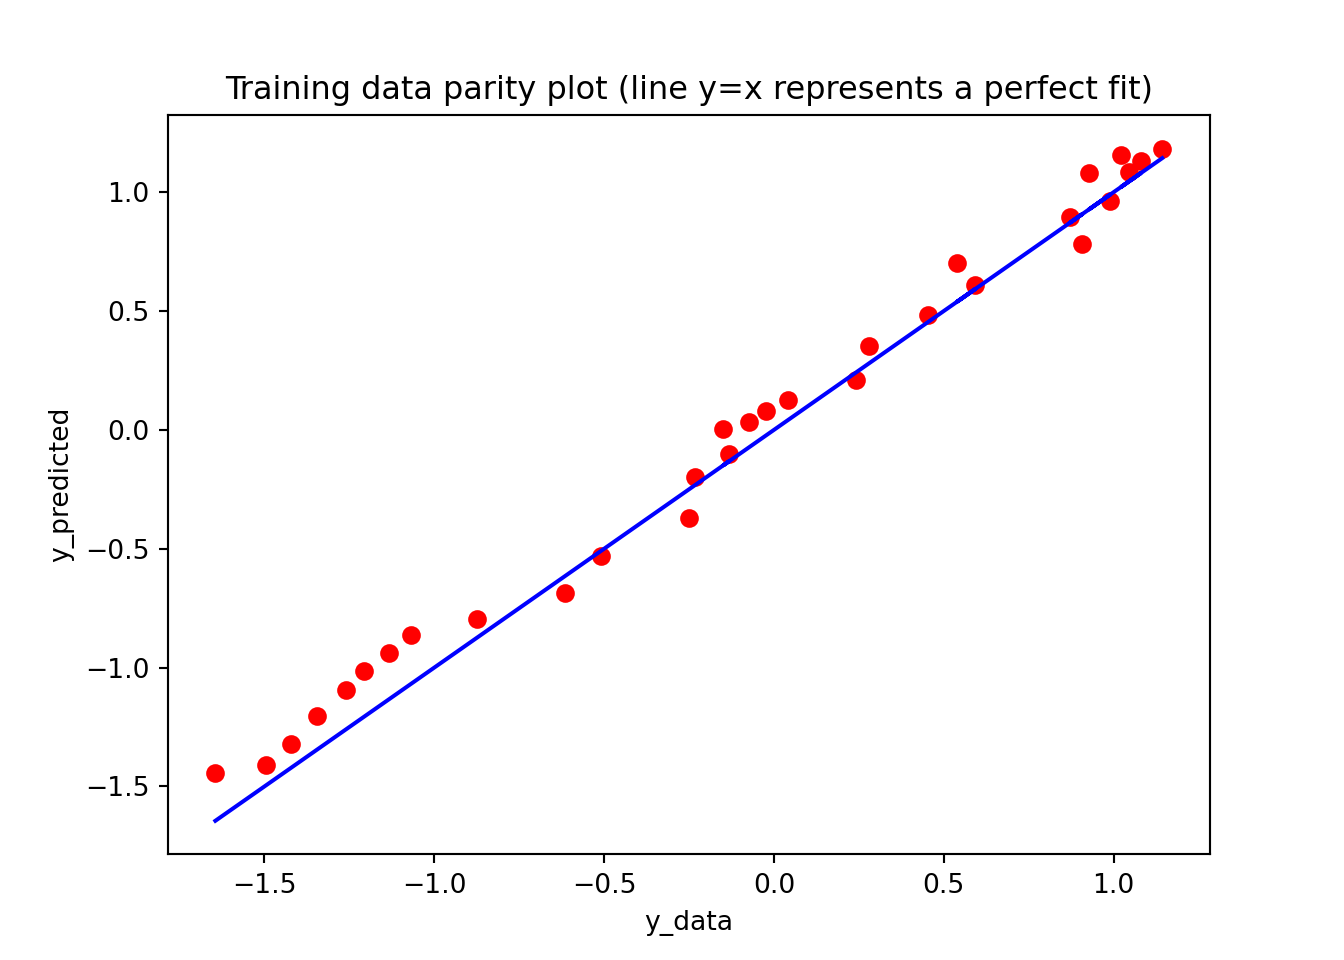 Training data parity plot (line y=x represents a perfect fit)
y_predicted
1.0
0.5
0.0
−0.5
−1.0
−1.5
−1.5 −1.0 −0.5 0.0 0.5 1.0
y_data